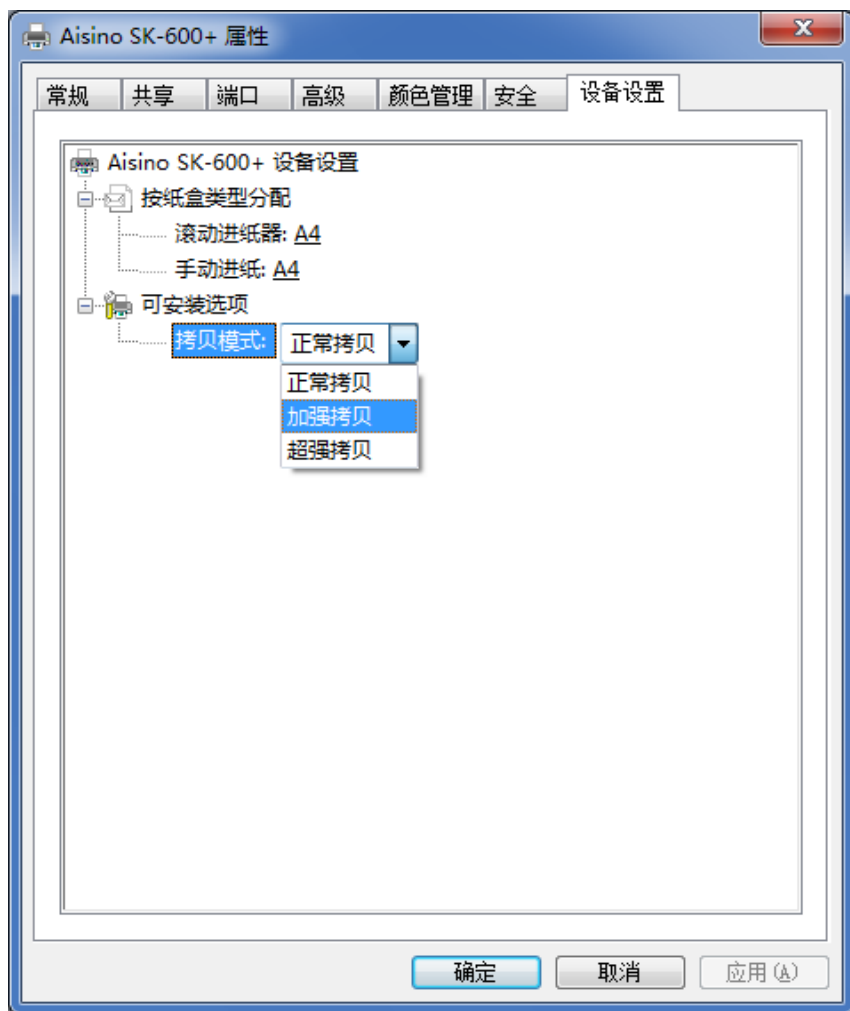 Aisino SK-600+ 属性
常规 共享 端口 高级 颜色管理 安全 设备设置
Aisino SK-600+ 设备设置
按纸盒类型分配
滚动进纸器: A4
手动进纸: A4
可安装选项
拷贝模式: 正常拷贝
正常拷贝
加强拷贝
超强拷贝
确定 取消 应用(A)